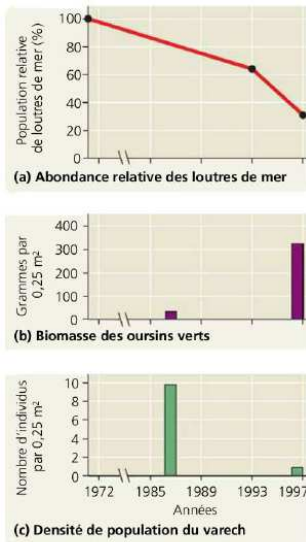 Population relative
de loutres de mer (%)
100
80
60
40
20
0
(a) Abondance relative des loutres de mer
Grammes par
0,25 m²
400
300
200
100
0
(b) Biomasse des oursins verts
Nombre d'individus
par 0,25 m²
10
8
6
4
2
0
1972 1985 1989 1993 1997
Années
(c) Densité de population du varech